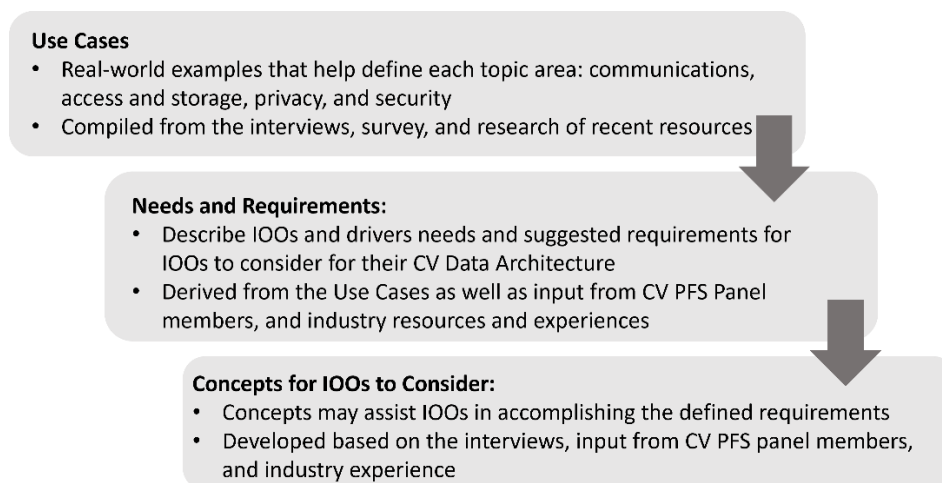 Use Cases
• Real-world examples that help define each topic area: communications,
access and storage, privacy, and security
• Compiled from the interviews, survey, and research of recent resources
Needs and Requirements:
• Describe IOOs and drivers needs and suggested requirements for
IOOs to consider for their CV Data Architecture
• Derived from the Use Cases as well as input from CV PFS Panel
members, and industry resources and experiences
Concepts for IOOs to Consider:
• Concepts may assist IOOs in accomplishing the defined requirements
• Developed based on the interviews, input from CV PFS panel members,
and industry experience